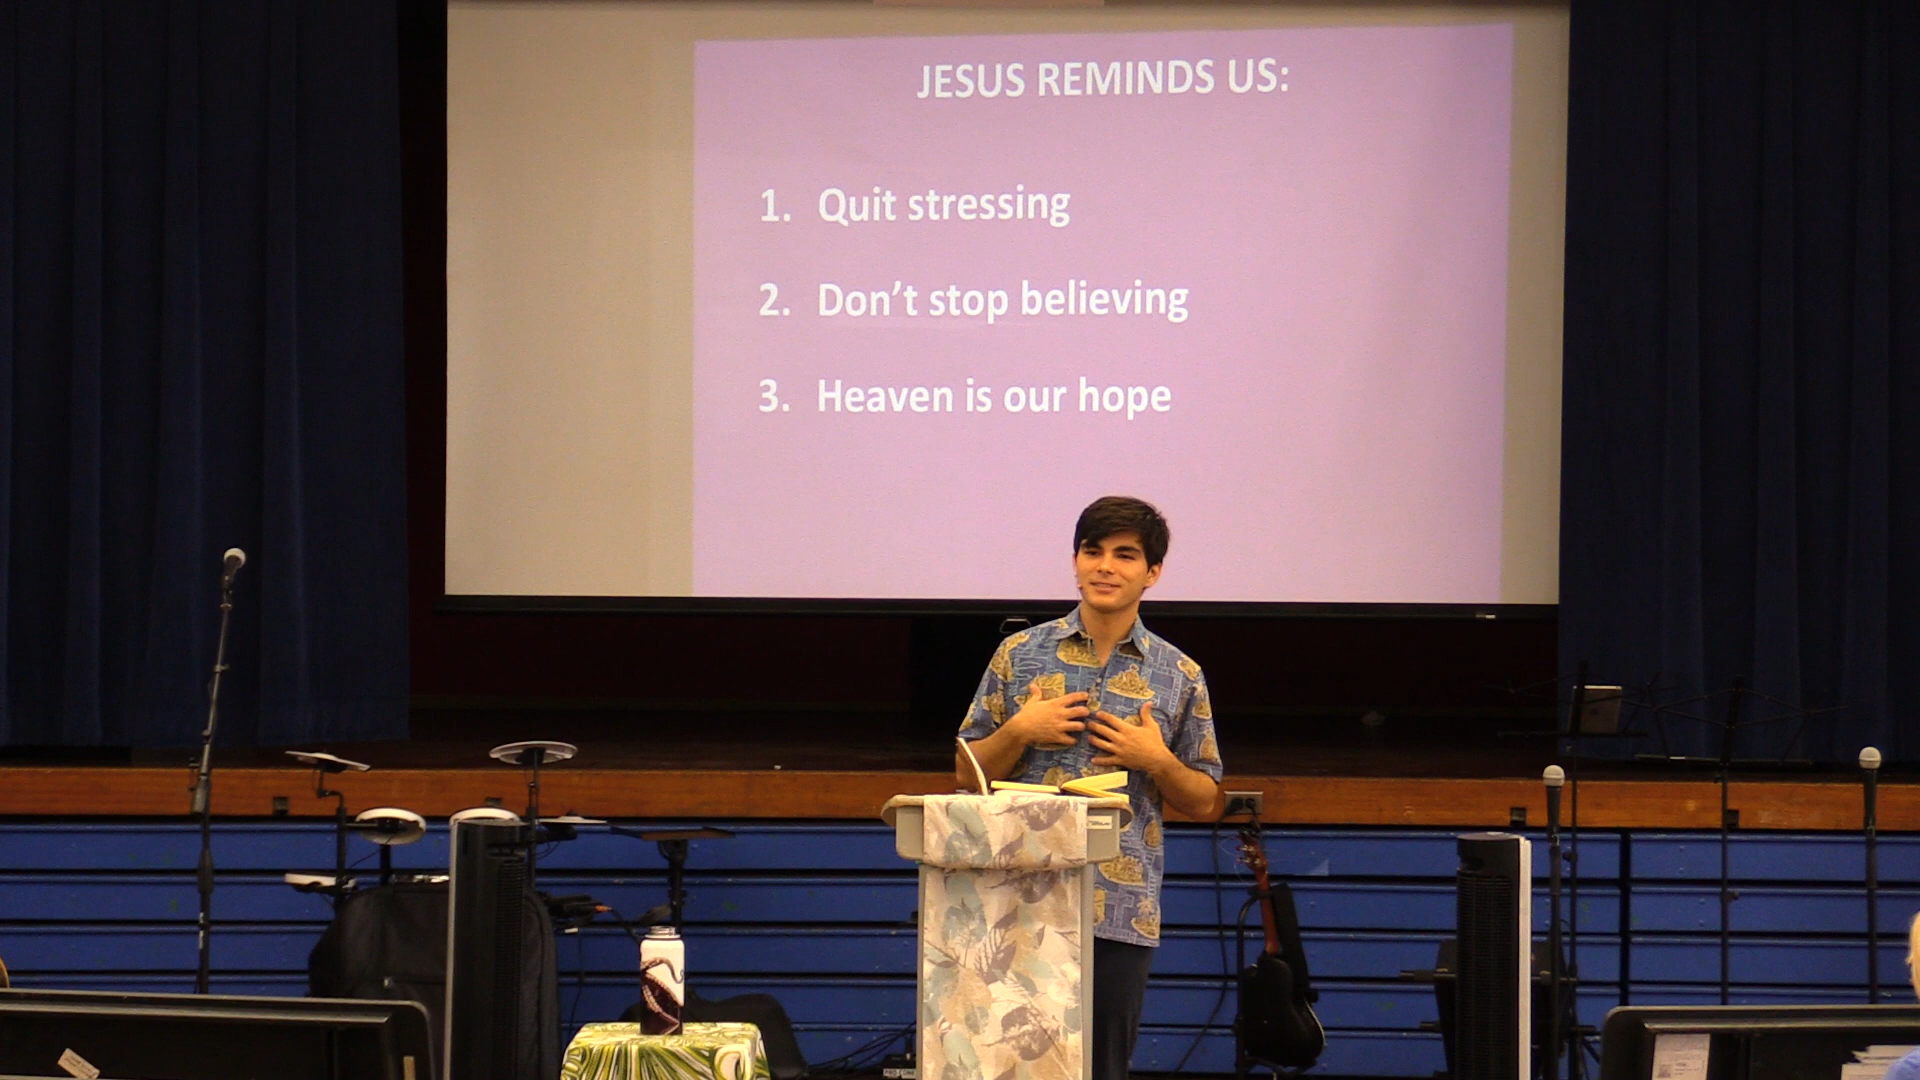 JESUS REMINDS US:
1. Quit stressing
2. Don’t stop believing
3. Heaven is our hope